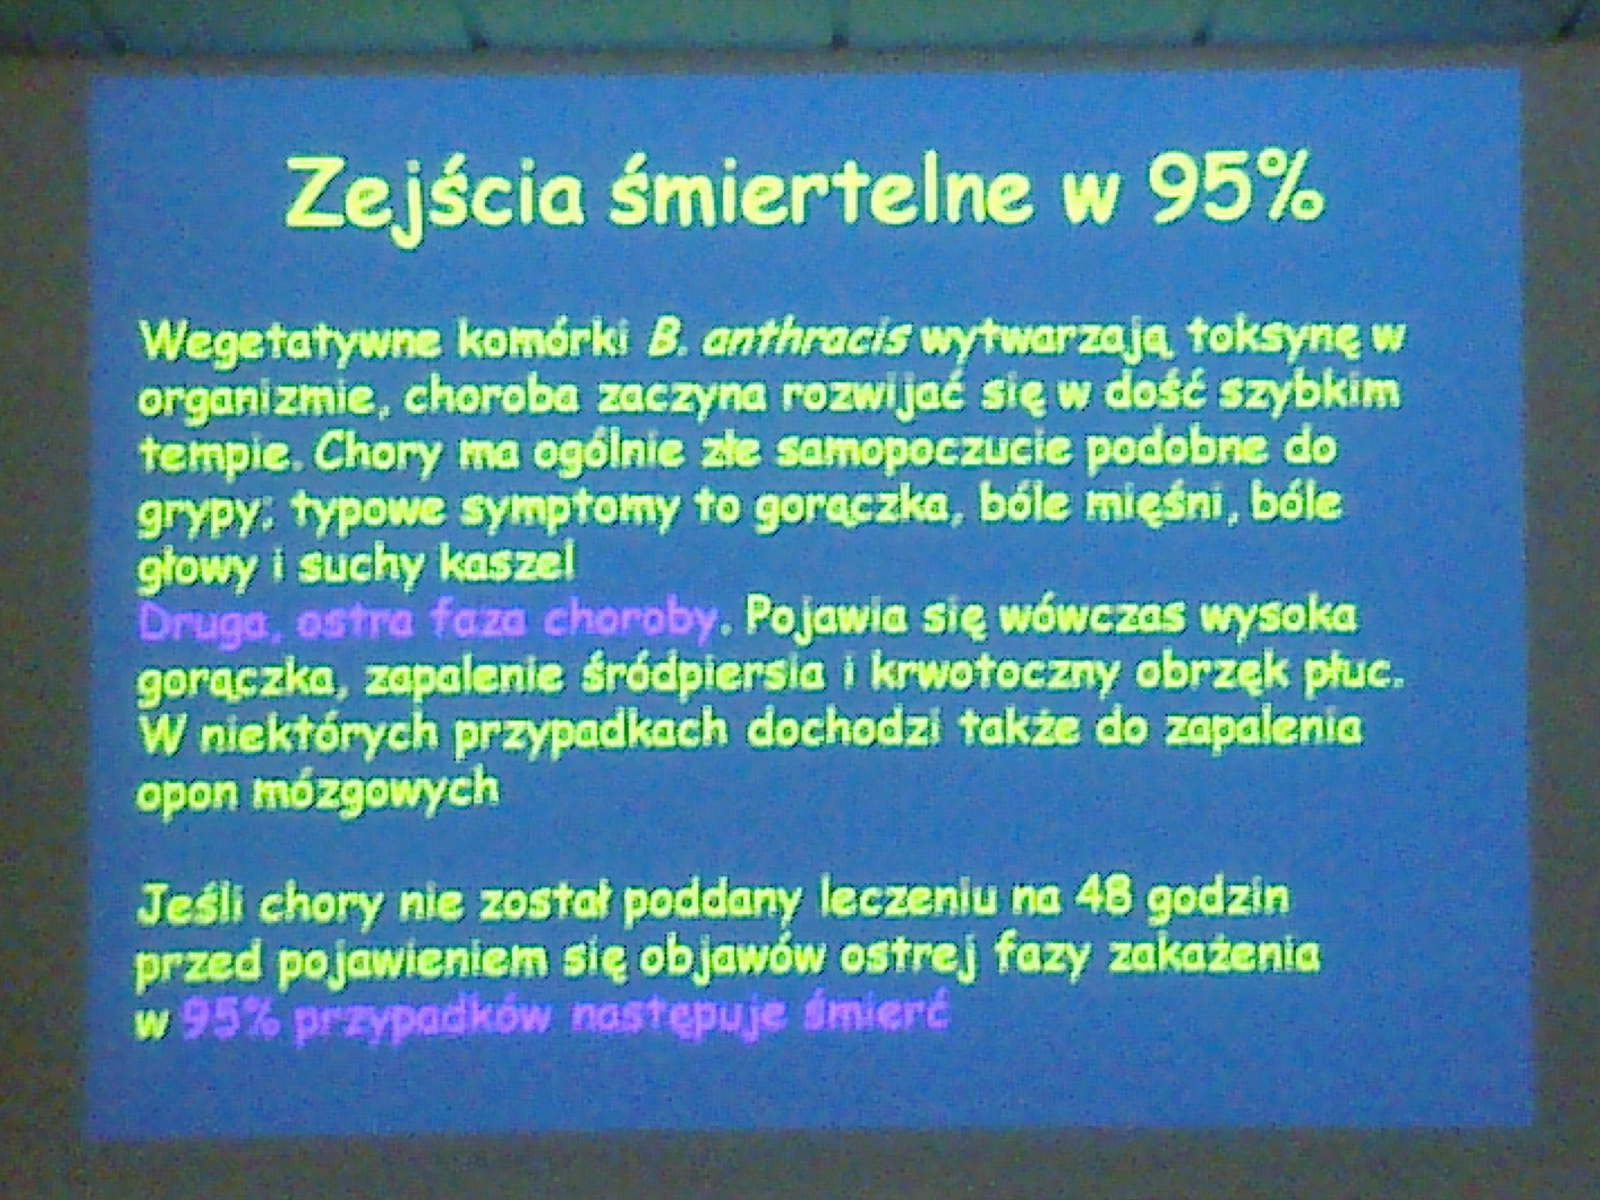 Zejścia śmiertelne w 95%
Wegetatywne komórki B. anthracis wytwarzają toksynę w
organizmie, choroba zaczyna rozwijać się w dość szybkim
tempie. Chory ma ogólnie złe samopoczucie podobne do
grypy; typowe symptomy to gorączka, bóle mięśni, bóle
głowy i suchy kaszel
Druga, ostra faza choroby. Pojawia się wówczas wysoka
gorączka, zapalenie śródpiersia i krwotoczny obrzęk płuc.
W niektórych przypadkach dochodzi także do zapalenia
opon mózgowych
Jeśli chory nie został poddany leczeniu na 48 godzin
przed pojawieniem się objawów ostrej fazy zakażenia
w 95% przypadków następuje śmierć